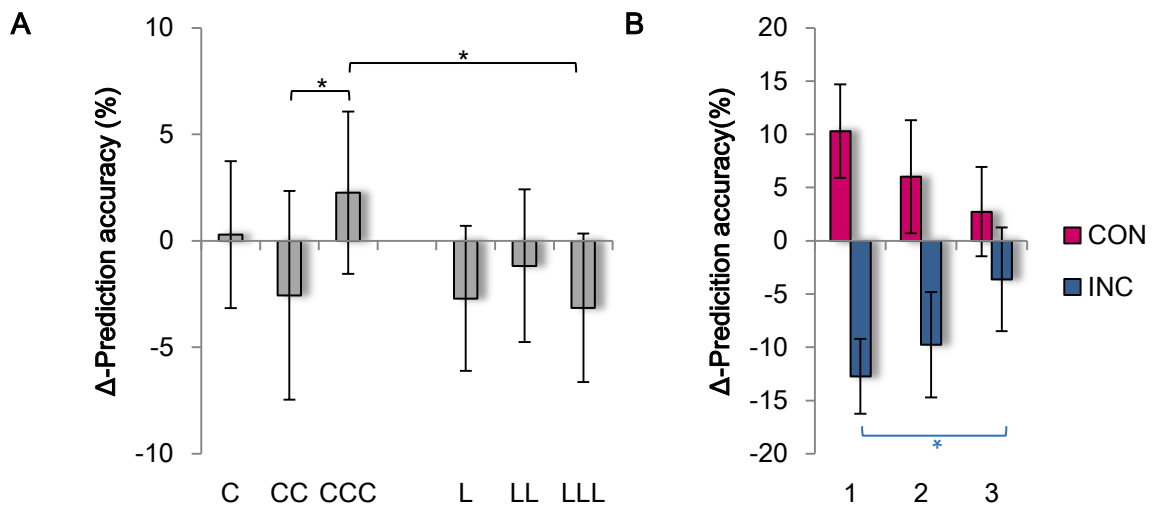 A
Δ-Prediction accuracy (%)
10
5
0
-5
-10
*
*
C CC CCC L LL LLL
B
Δ-Predicition accuracy(%)
20
15
10
5
0
-5
-10
-15
-20
*
1 2 3
CON
INC